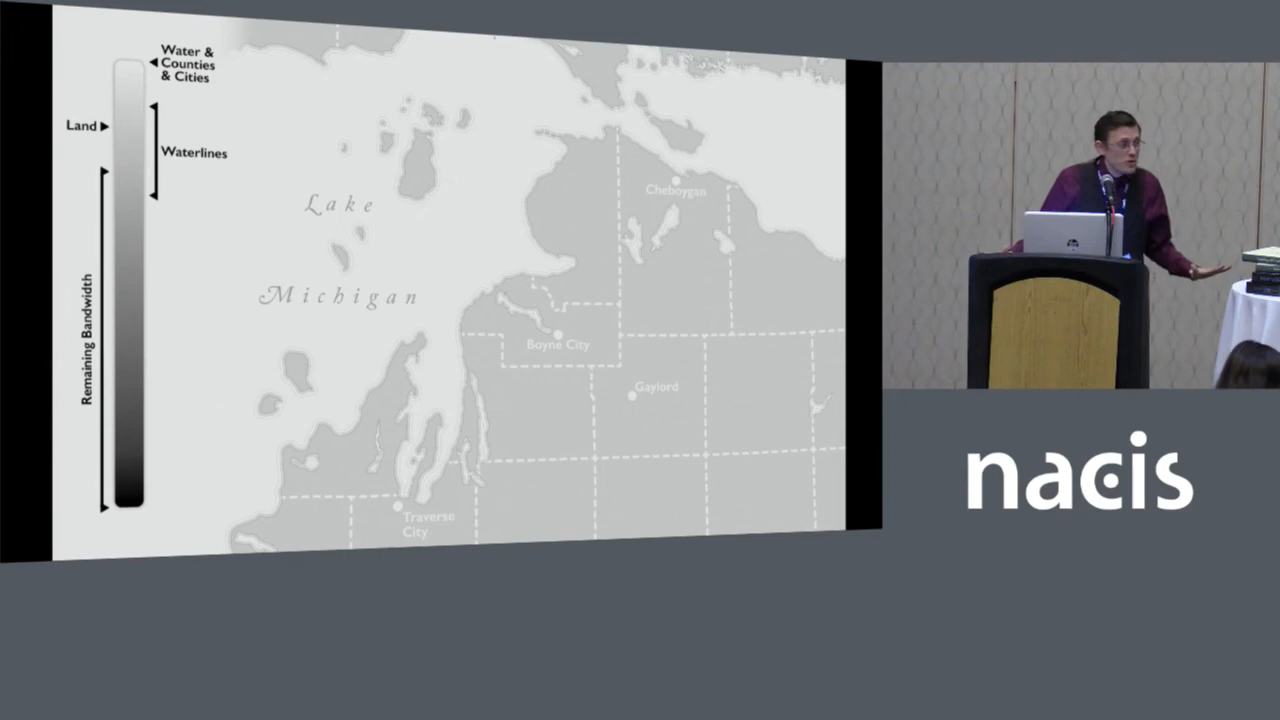 Water &
Counties
& Cities
Land
Waterlines
Remaining Bandwidth
Lake
Michigan
Cheboygan
Boyne City
Gaylord
Traverse
City
nacis